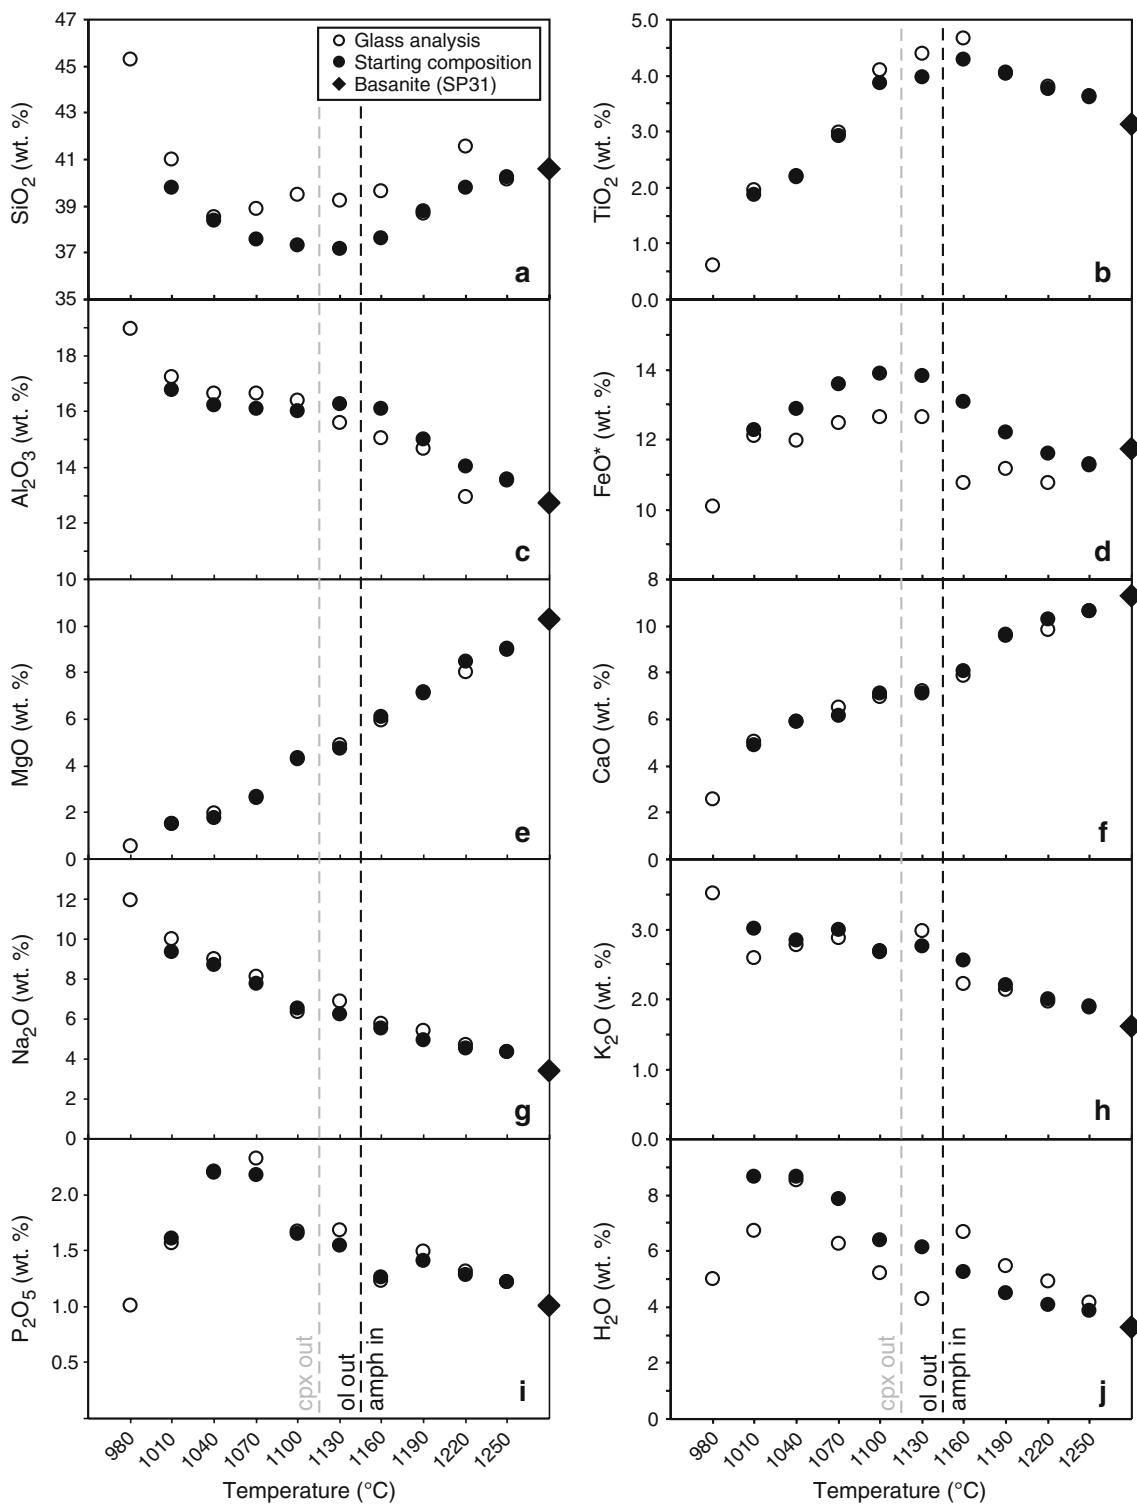 47
45
43
41
39
37
35
SiO2 (wt. %)
Glass analysis
Starting composition
Basanite (SP31)
a
5.0
4.0
3.0
2.0
1.0
0.0
TiO2 (wt. %)
b
18
16
14
12
10
Al2O3 (wt. %)
c
14
12
10
8
FeO* (wt. %)
d
10
8
6
4
2
0
MgO (wt. %)
e
10
8
6
4
2
0
CaO (wt. %)
f
12
10
8
6
4
2
0
Na2O (wt. %)
g
3.0
2.0
1.0
0.0
K2O (wt. %)
h
2.0
1.5
1.0
0.5
P2O5 (wt. %)
cpx out
ol out
amph in
i
8
6
4
2
0
H2O (wt. %)
cpx out
ol out
amph in
j
980 1010 1040 1070 1100 1130 1160 1190 1220 1250
Temperature (°C)
980 1010 1040 1070 1100 1130 1160 1190 1220 1250
Temperature (°C)